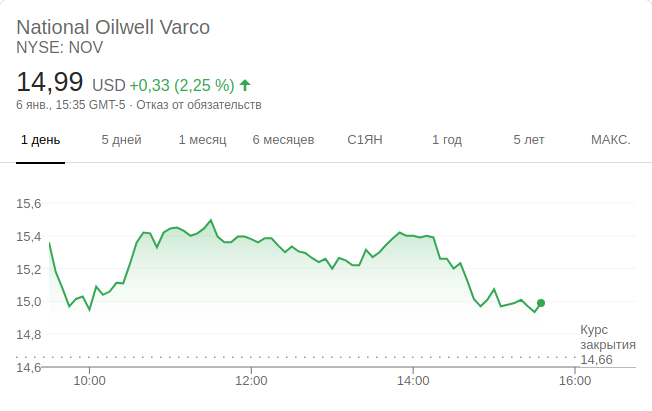 National Oilwell Varco
NYSE: NOV
14,99 USD +0,33 (2,25 %)
6 янв., 15:35 GMT-5 · Отказ от обязательств
1 день 5 дней 1 месяц 6 месяцев С1ЯН 1 год 5 лет МАКС.
15,6
15,4
15,2
15,0
14,8
Курс
закрытия
14,66
14,6
10:00 12:00 14:00 16:00